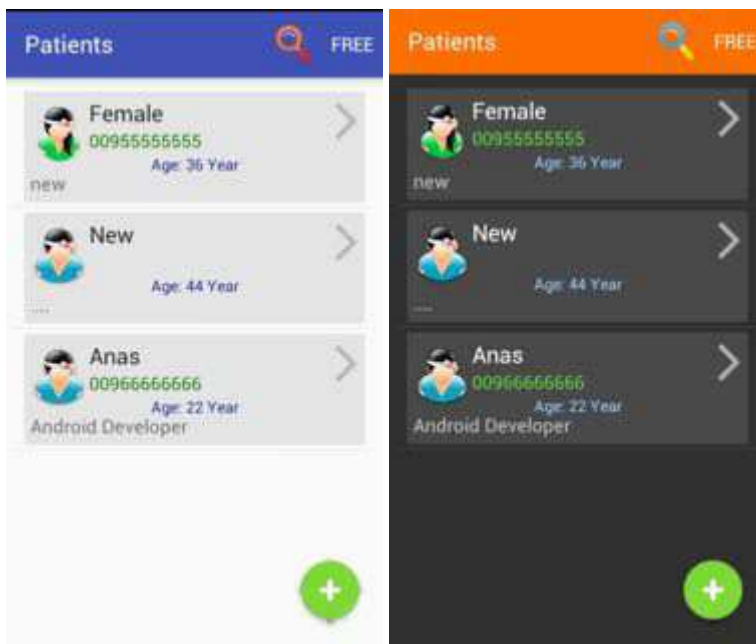 Patients FREE
Female
00955555555
Age: 36 Year
new
New
Age: 44 Year
....
Anas
00966666666
Age: 22 Year
Android Developer
Patients FREE
Female
00955555555
Age: 36 Year
new
New
Age: 44 Year
....
Anas
00966666666
Age: 22 Year
Android Developer